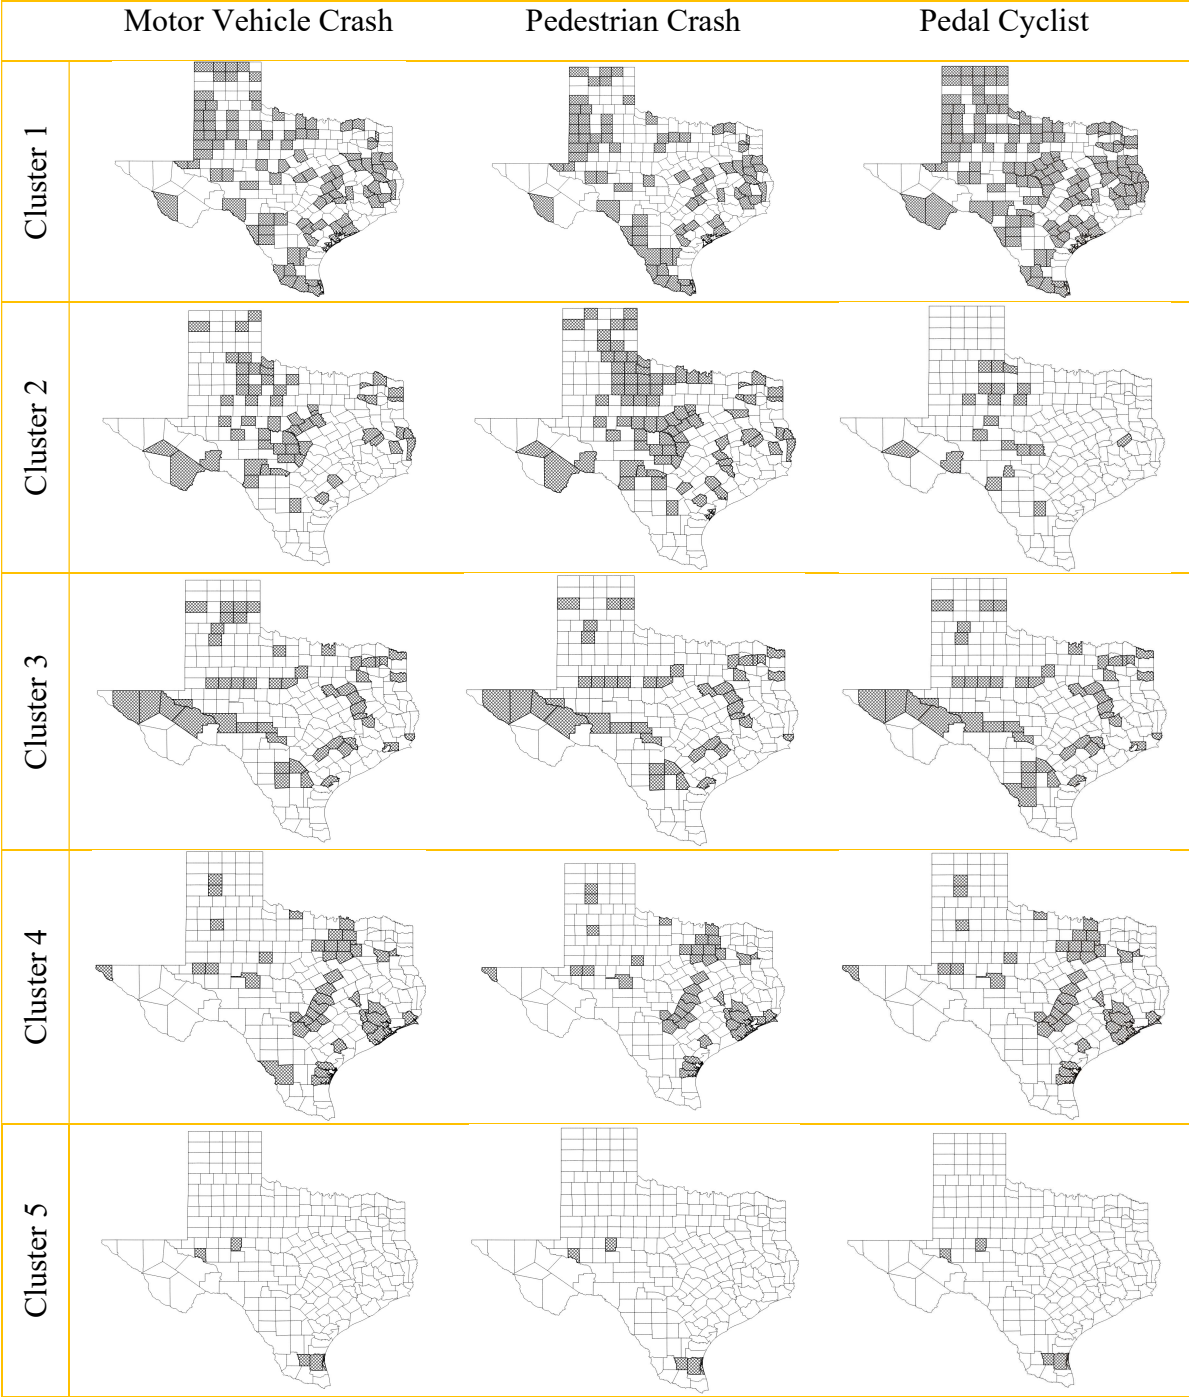 Motor Vehicle Crash
Pedestrian Crash
Pedal Cyclist
Cluster 1
Cluster 2
Cluster 3
Cluster 4
Cluster 5